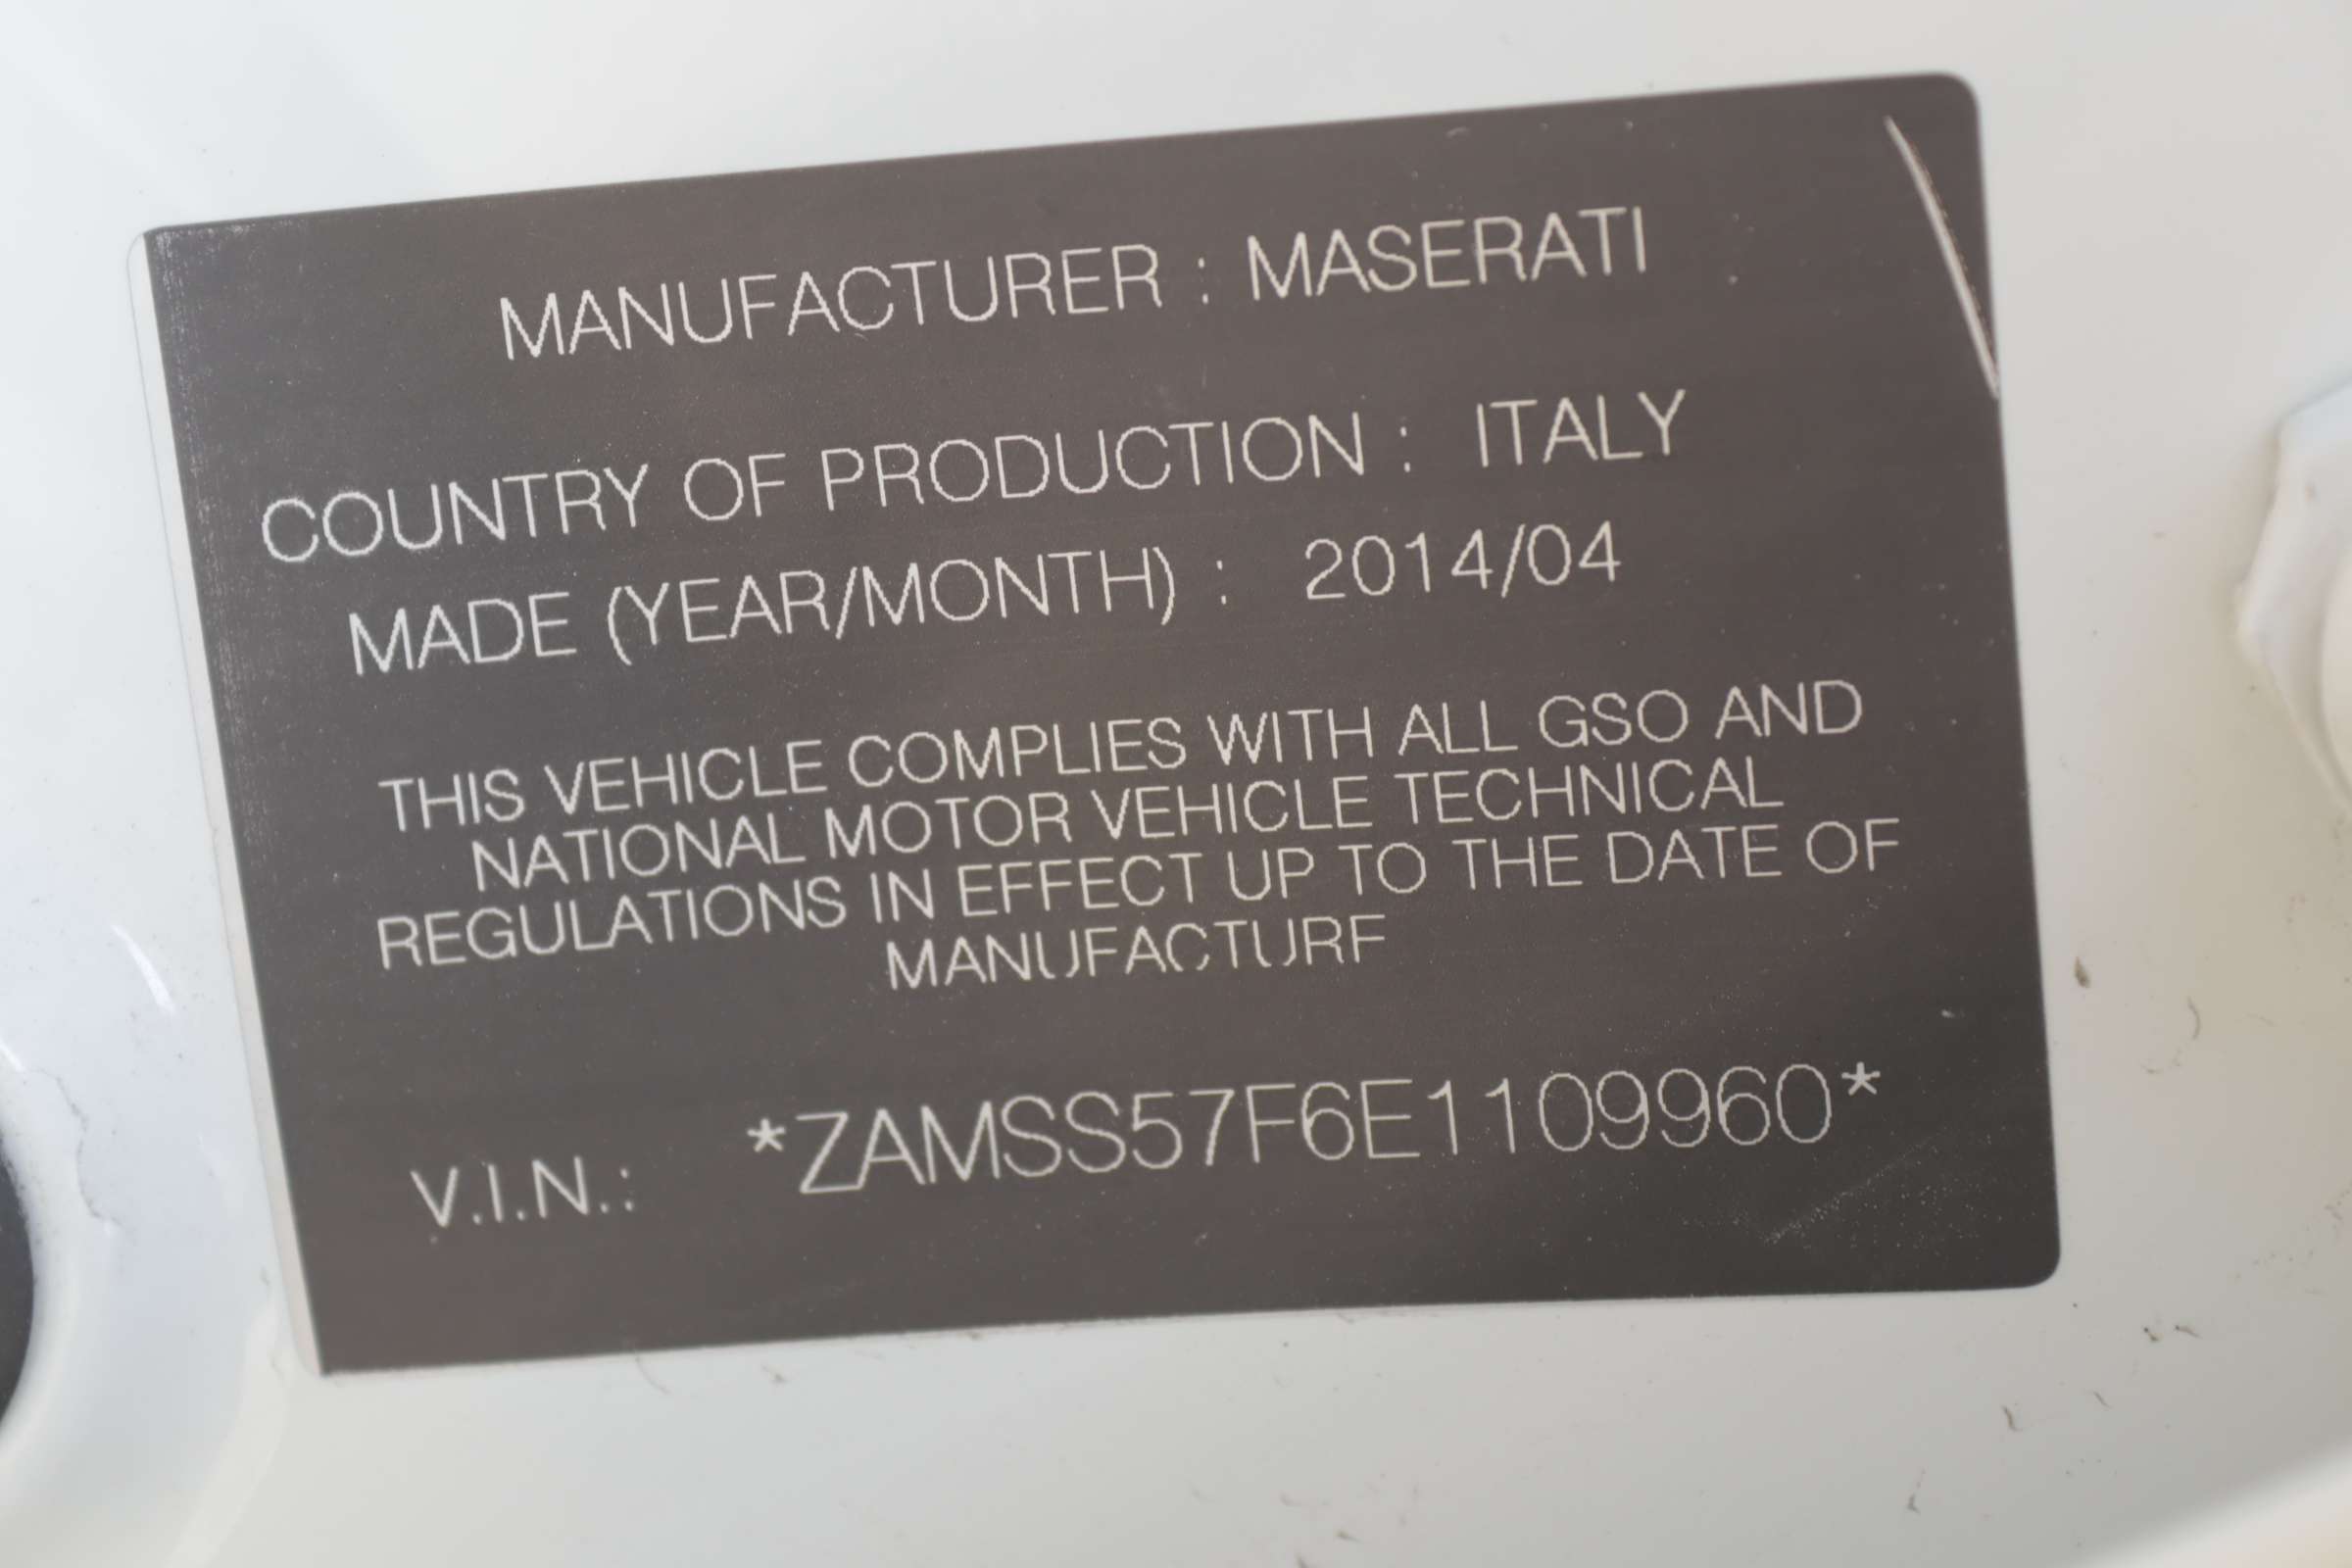 MANUFACTURER : MASERATI
COUNTRY OF PRODUCTION : ITALY
MADE (YEAR/MONTH) : 2014/04
THIS VEHICLE COMPLIES WITH ALL GSO AND
NATIONAL MOTOR VEHICLE TECHNICAL
REGULATIONS IN EFFECT UP TO THE DATE OF
MANUFACTURE
V.I.N.: *ZAMSS57F6E1109960*